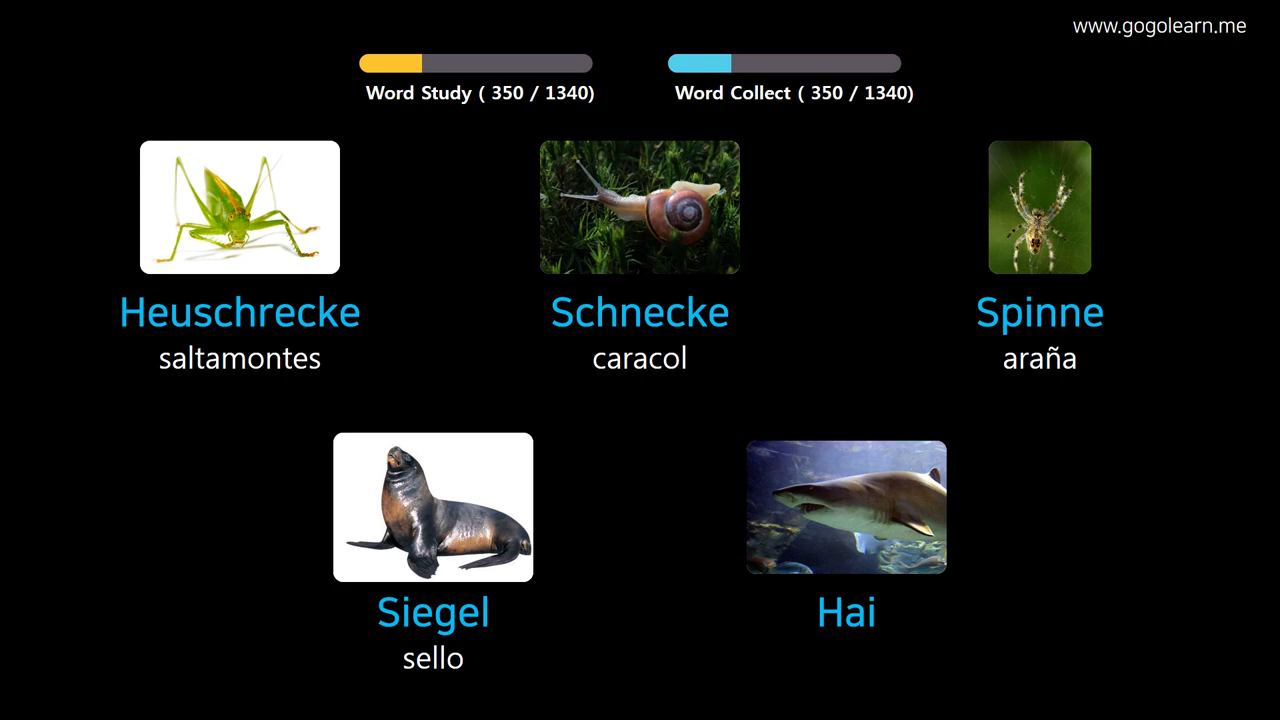 www.gogolearn.me
Word Study ( 350 / 1340)
Word Collect ( 350 / 1340)
Heuschrecke
saltamontes
Schnecke
caracol
Spinne
araña
Siegel
sello
Hai